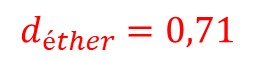 d_éther = 0,71